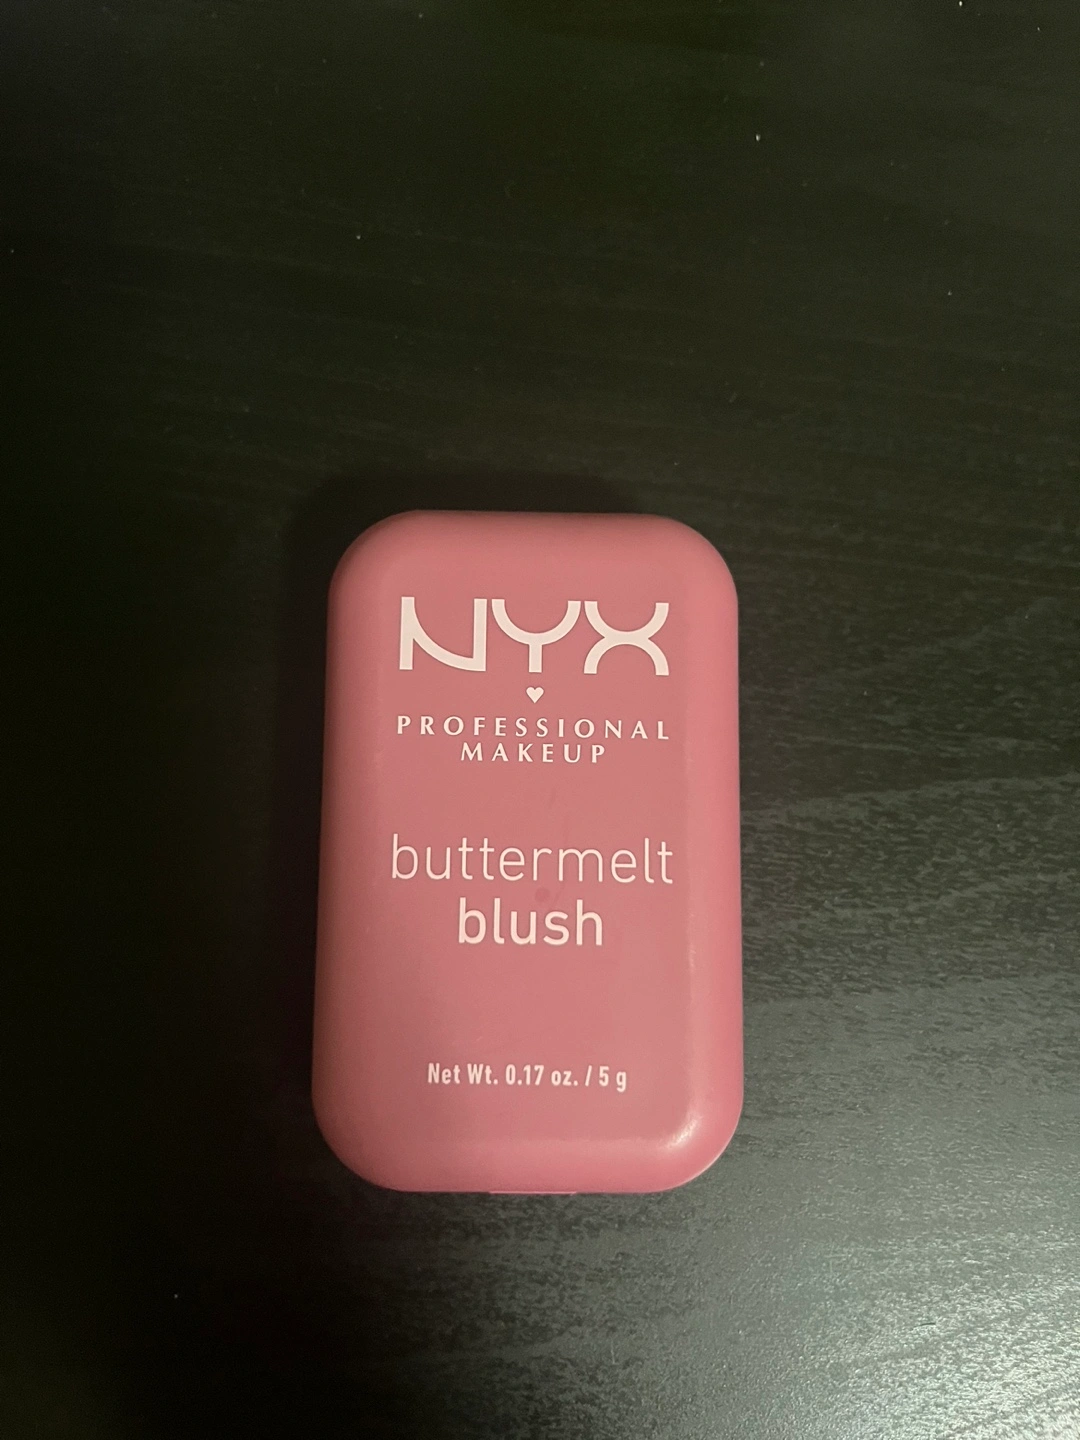 NYX
PROFESSIONAL
MAKEUP
buttermelt
blush
Net Wt. 0.17 oz. / 5 g